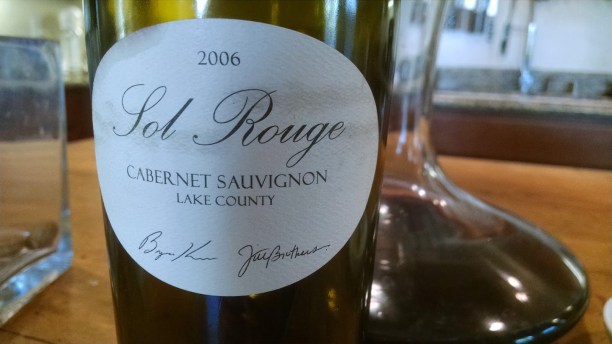 2006
Sol Rouge
CABERNET SAUVIGNON
LAKE COUNTY